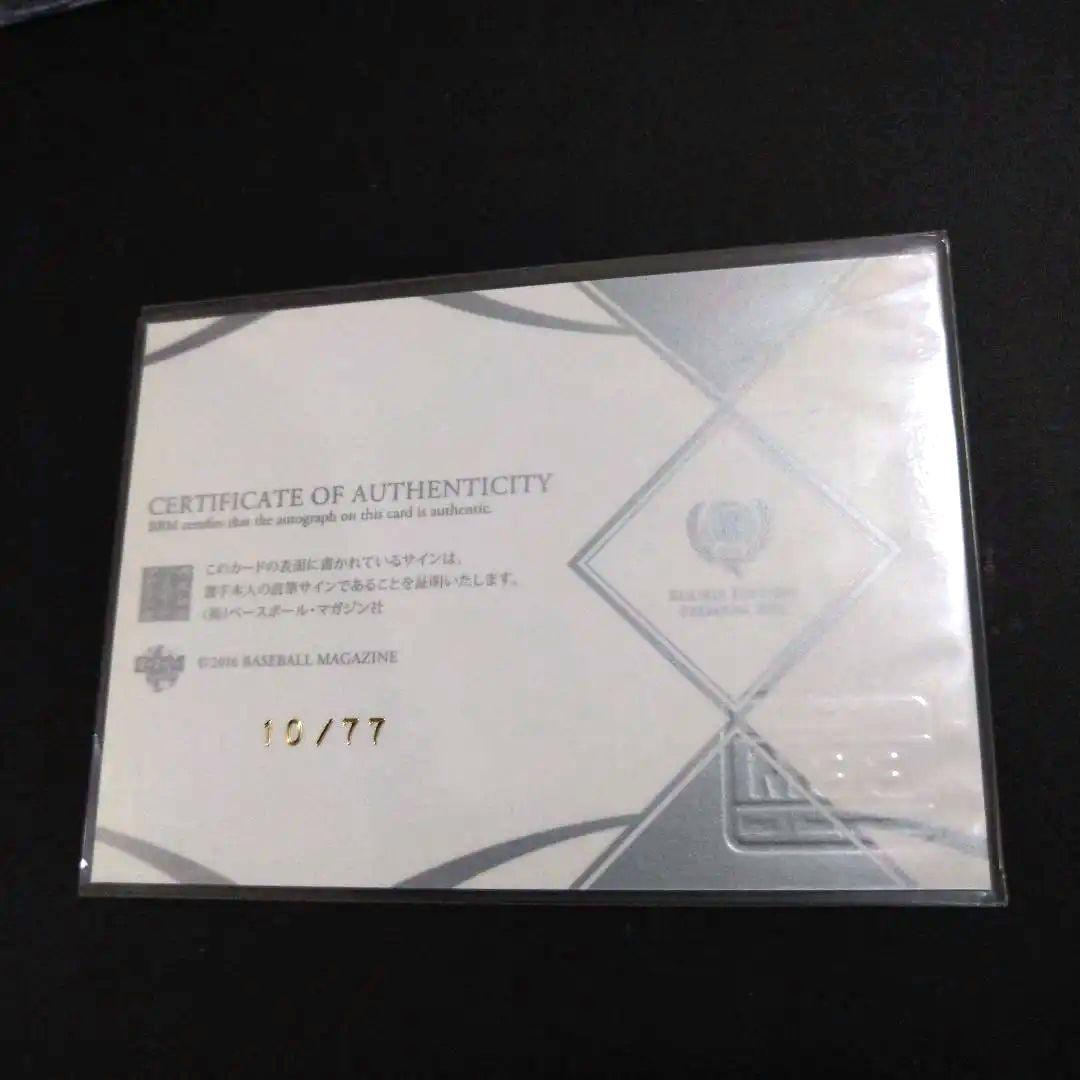 CERTIFICATE OF AUTHENTICITY
BBM certifies that the autograph on this card is authentic.
このカードの表面に書かれているサインは、
選手本人の直筆サインであることを証明いたします。
(株)ベースボール・マガジン社
©2016 BASEBALL MAGAZINE
10/77